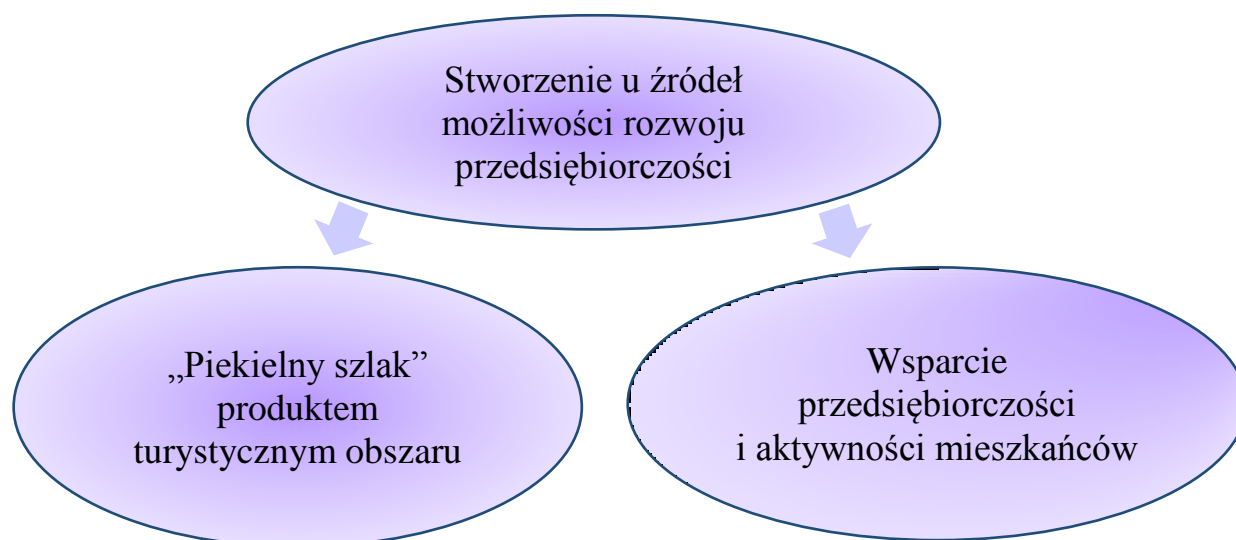 Stworzenie u źródeł
możliwości rozwoju
przedsiębiorczości
„Piekielny szlak”
produktem
turystycznym obszaru
Wsparcie
przedsiębiorczości
i aktywności mieszkańców